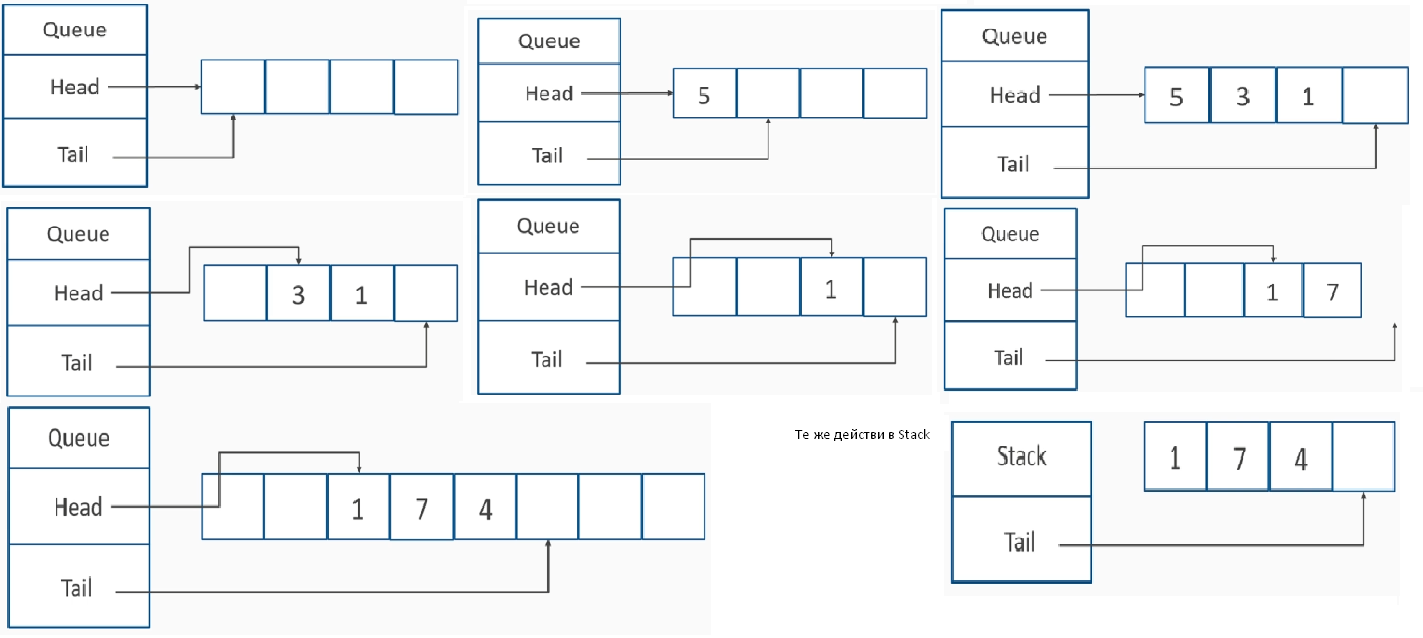 Queue
Head
Tail
Queue
Head
5
Tail
Queue
Head
5 3 1
Tail
Queue
Head
3 1
Tail
Queue
Head
1
Tail
Queue
Head
1 7
Tail
Queue
Head
1 7 4
Tail
Те же действи в Stack
Stack
1 7 4
Tail